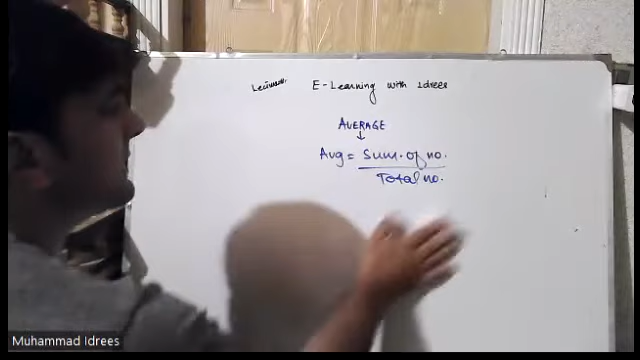 Lecture E-Learning with Idrees
AVERAGE
↓
Avg = Sum. of no.
Total no.
Muhammad Idrees